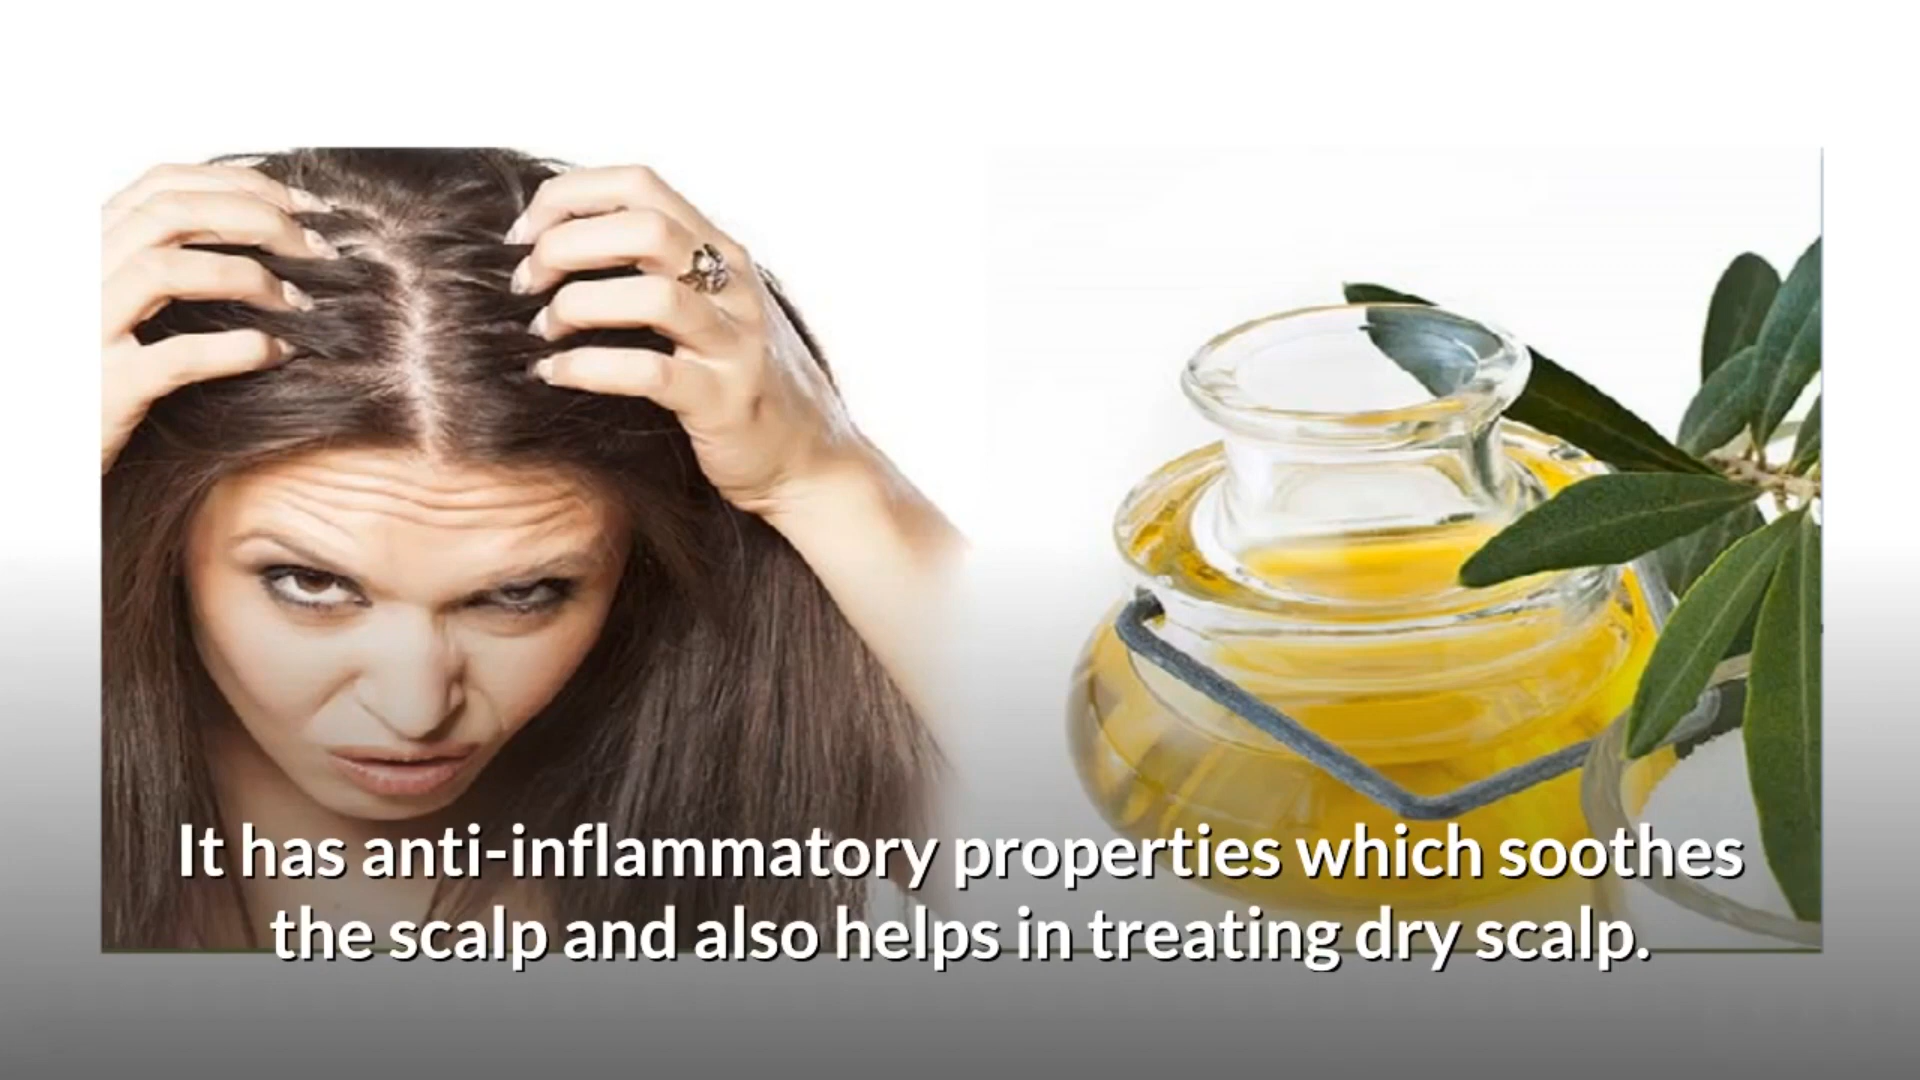 It has anti-inflammatory properties which soothes
the scalp and also helps in treating dry scalp.